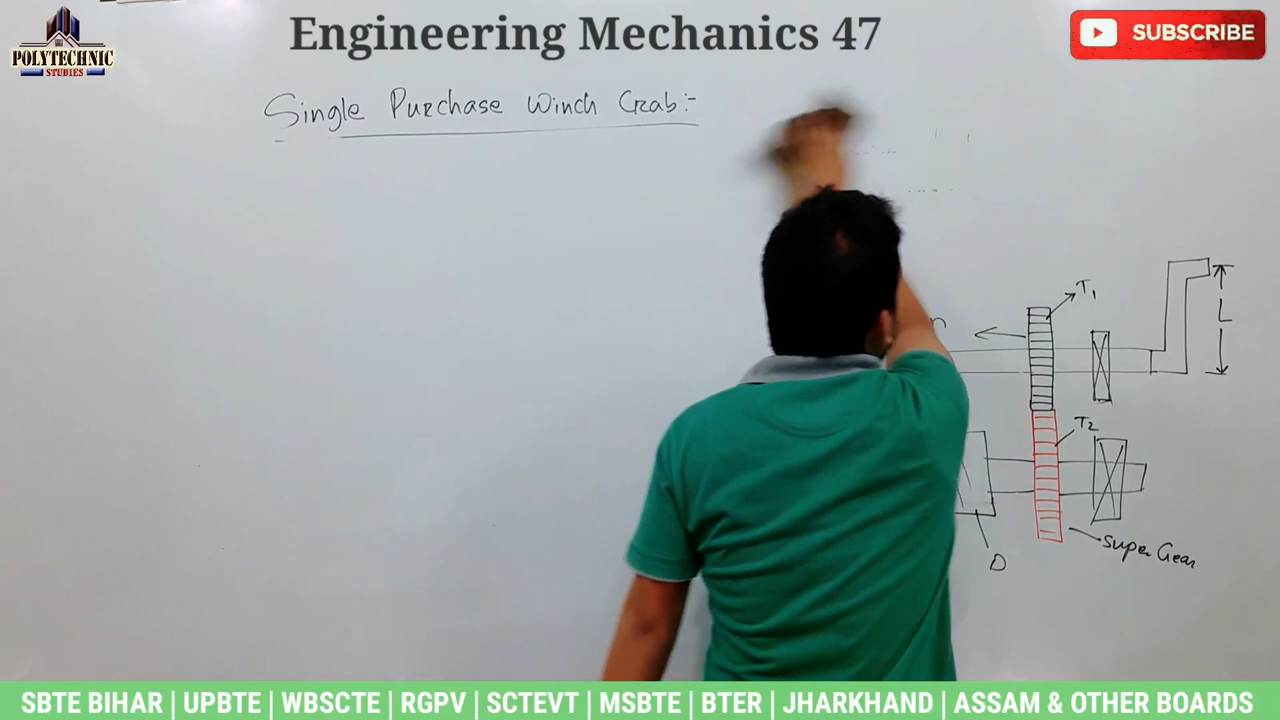 Engineering Mechanics 47
POLYTECHNIC
STUDIES
SUBSCRIBE
Single Purchase Winch Crab:-
T1
L
T2
Super Gear
D
SBTE BIHAR | UPBTE | WBSCTE | RGPV | SCTEVT | MSBTE | BTER | JHARKHAND | ASSAM & OTHER BOARDS